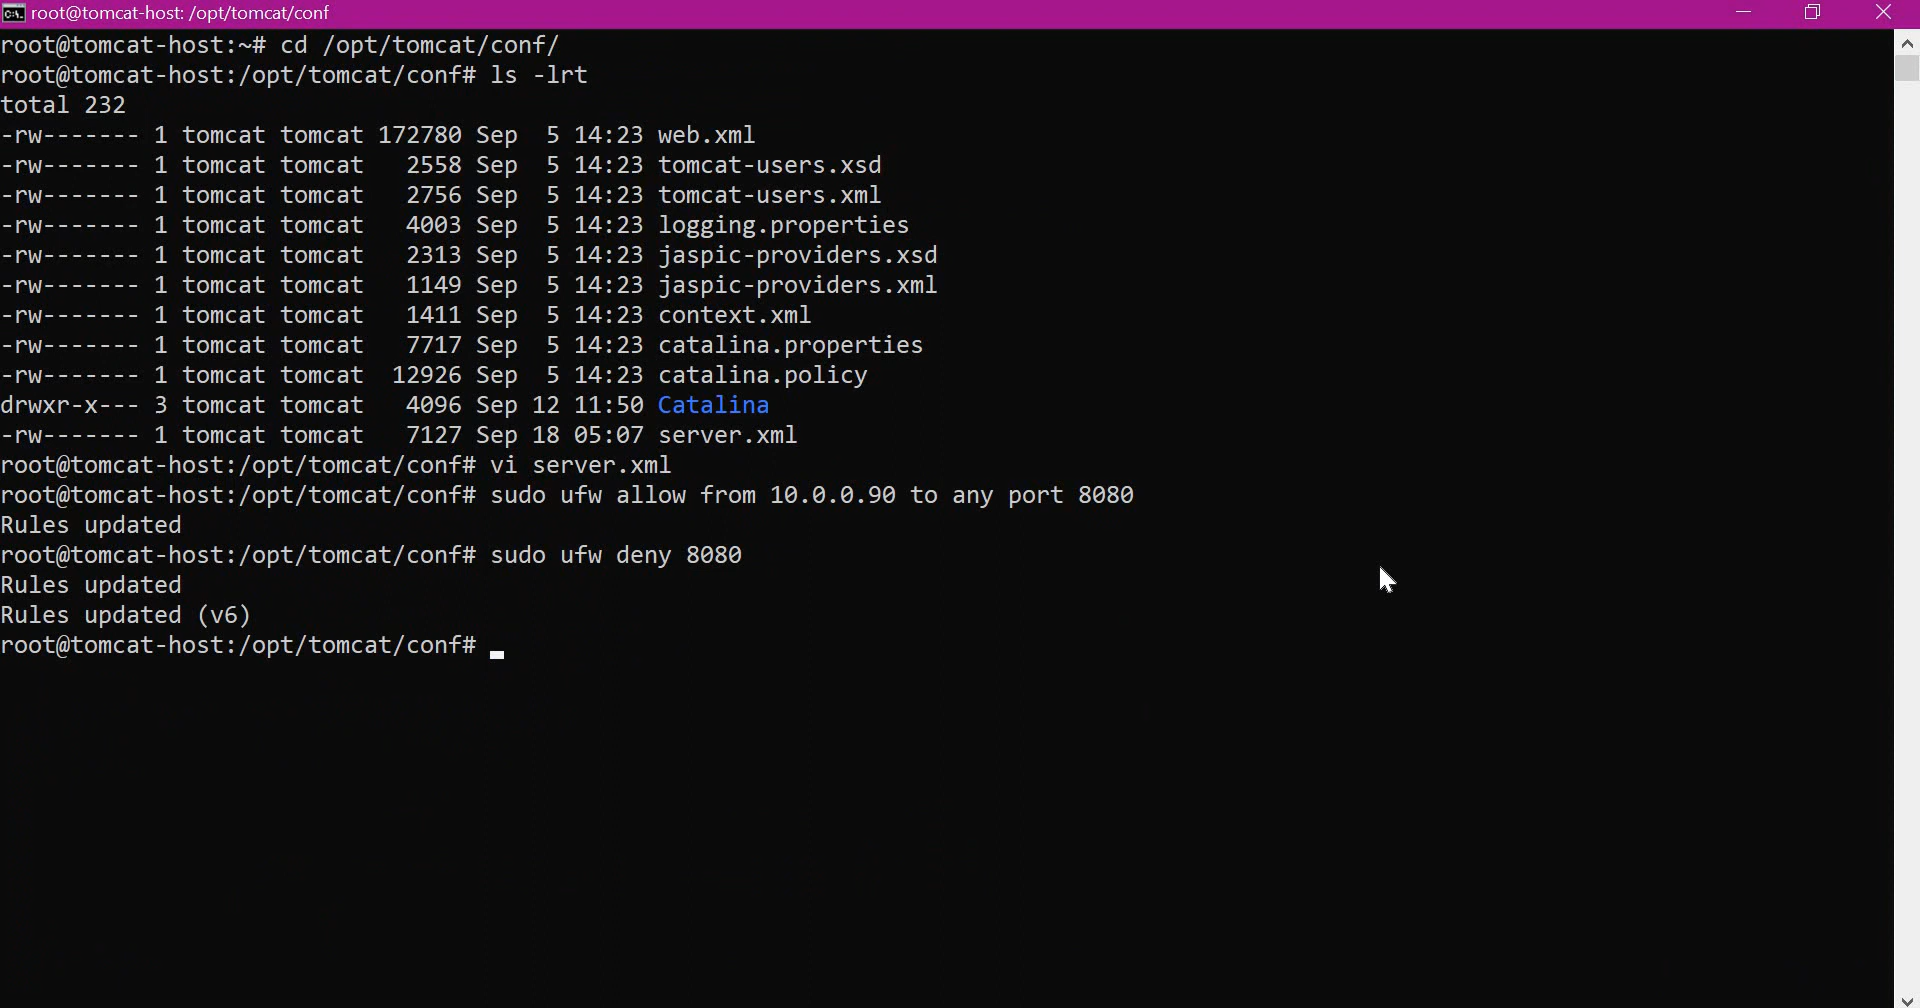 root@tomcat-host: /opt/tomcat/conf
root@tomcat-host:~# cd /opt/tomcat/conf/
root@tomcat-host:/opt/tomcat/conf# ls -lrt
total 232
-rw------- 1 tomcat tomcat 172780 Sep  5 14:23 web.xml
-rw------- 1 tomcat tomcat   2558 Sep  5 14:23 tomcat-users.xsd
-rw------- 1 tomcat tomcat   2756 Sep  5 14:23 tomcat-users.xml
-rw------- 1 tomcat tomcat   4003 Sep  5 14:23 logging.properties
-rw------- 1 tomcat tomcat   2313 Sep  5 14:23 jaspic-providers.xsd
-rw------- 1 tomcat tomcat   1149 Sep  5 14:23 jaspic-providers.xml
-rw------- 1 tomcat tomcat   1411 Sep  5 14:23 context.xml
-rw------- 1 tomcat tomcat   7717 Sep  5 14:23 catalina.properties
-rw------- 1 tomcat tomcat  12926 Sep  5 14:23 catalina.policy
drwxr-x--- 3 tomcat tomcat   4096 Sep 12 11:50 Catalina
-rw------- 1 tomcat tomcat   7127 Sep 18 05:07 server.xml
root@tomcat-host:/opt/tomcat/conf# vi server.xml
root@tomcat-host:/opt/tomcat/conf# sudo ufw allow from 10.0.0.90 to any port 8080
Rules updated
root@tomcat-host:/opt/tomcat/conf# sudo ufw deny 8080
Rules updated
Rules updated (v6)
root@tomcat-host:/opt/tomcat/conf#